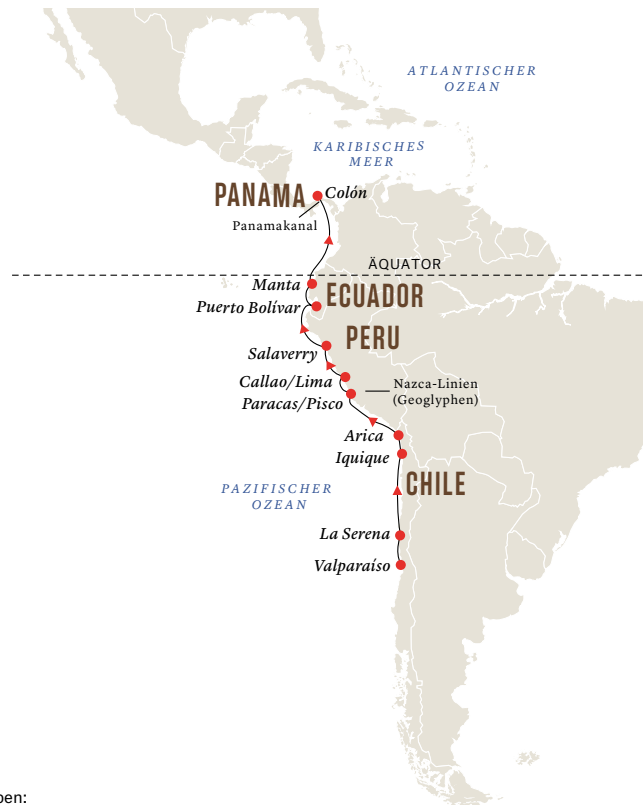 ATLANTISCHER
OZEAN
KARIBISCHES
MEER
PANAMA
Colón
Panamakanal
ÄQUATOR
Manta
ECUADOR
Puerto Bolívar
PERU
Salaverry
Callao/Lima
Nazca-Linien
(Geoglyphen)
Paracas/Pisco
Arica
Iquique
CHILE
PAZIFISCHER
OZEAN
La Serena
Valparaíso